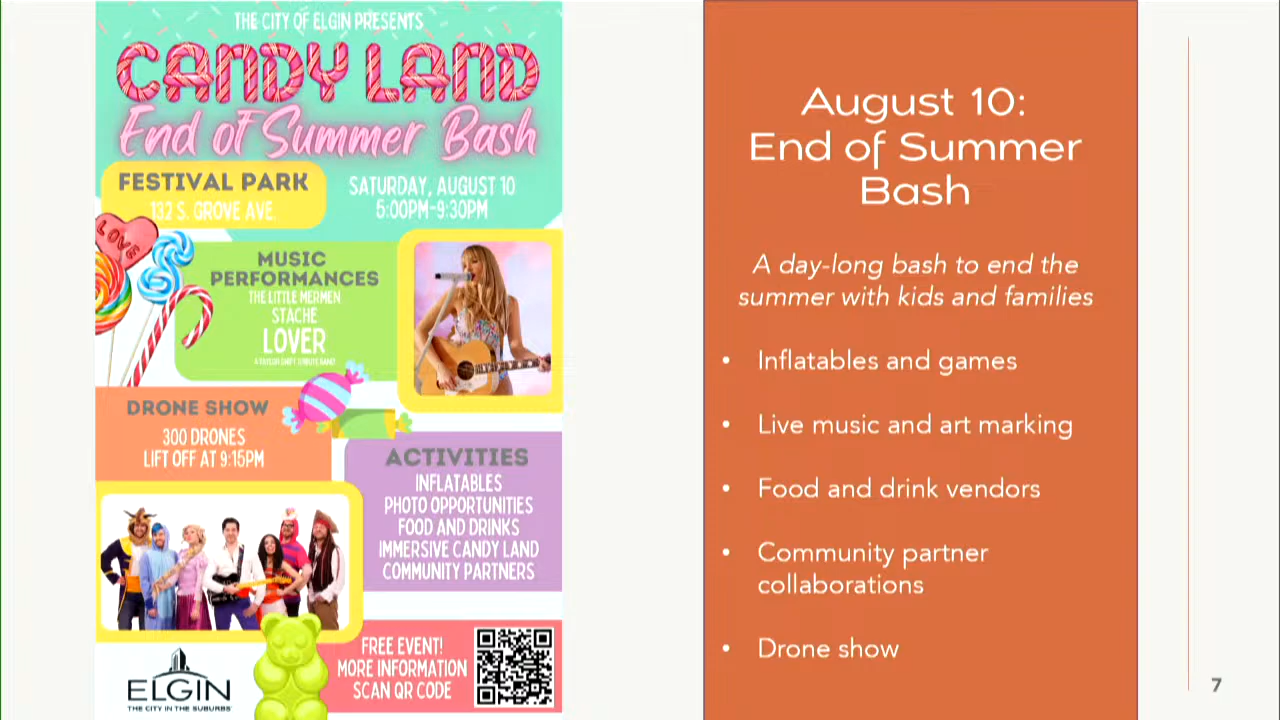 THE CITY OF ELGIN PRESENTS
CANDY LAND
End of Summer Bash
FESTIVAL PARK
132 S. GROVE AVE.
SATURDAY, AUGUST 10
5:00PM-9:30PM
LOVE
MUSIC
PERFORMANCES
THE LITTLE MERMEN
STACHE
LOVER
A TAYLOR SWIFT TRIBUTE BAND
DRONE SHOW
300 DRONES
LIFT OFF AT 9:15PM
ACTIVITIES
INFLATABLES
PHOTO OPPORTUNITIES
FOOD AND DRINKS
IMMERSIVE CANDY LAND
COMMUNITY PARTNERS
FREE EVENT!
MORE INFORMATION
SCAN QR CODE
ELGIN
THE CITY IN THE SUBURBS
August 10:
End of Summer
Bash
A day-long bash to end the
summer with kids and families
• Inflatables and games
• Live music and art marking
• Food and drink vendors
• Community partner
collaborations
• Drone show
7